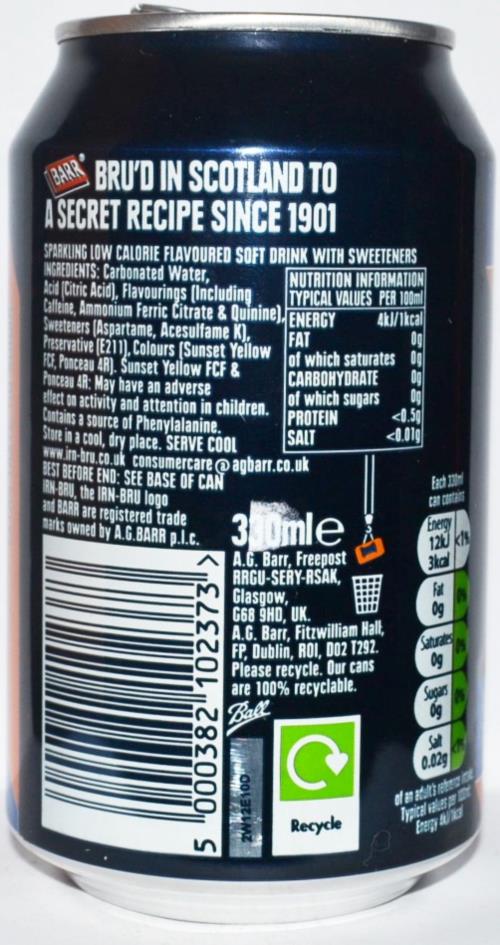 BARR BRU'D IN SCOTLAND TO
A SECRET RECIPE SINCE 1901
SPARKLING LOW CALORIE FLAVOURED SOFT DRINK WITH SWEETENERS
INGREDIENTS: Carbonated Water,
Acid (Citric Acid), Flavourings (Including
Caffeine, Ammonium Ferric Citrate & Quinine),
Sweeteners (Aspartame, Acesulfame K),
Preservative (E211), Colours (Sunset Yellow
FCF, Ponceau 4R). Sunset Yellow FCF &
Ponceau 4R: May have an adverse
effect on activity and attention in children.
Contains a source of Phenylalanine.
Store in a cool, dry place. SERVE COOL
www.irn-bru.co.uk consumercare@agbarr.co.uk
BEST BEFORE END: SEE BASE OF CAN
IRN-BRU, the IRN-BRU logo
and BARR are registered trade
marks owned by A.G.BARR p.l.c.
NUTRITION INFORMATION
TYPICAL VALUES PER 100ml
ENERGY 4kJ/1kcal
FAT 0g
of which saturates 0g
CARBOHYDRATE 0g
of which sugars 0g
PROTEIN <0.5g
SALT <0.01g
330ml e
A.G. Barr, Freepost
RRGU-SERY-RSAK,
Glasgow,
G68 9HD, UK.
A.G. Barr, Fitzwilliam Hall,
FP, Dublin, ROI, D02 T292.
Please recycle. Our cans
are 100% recyclable.
Ball
2W12E10D
Recycle
5 000382 102373 >
Each 330ml
can contains
Energy
12kJ
3kcal
<1%
Fat
0g
0%
Saturates
0g
0%
Sugars
0g
0%
Salt
0.02g
<1%
of an adult's reference intake.
Typical values per 100ml:
Energy 4kJ/1kcal